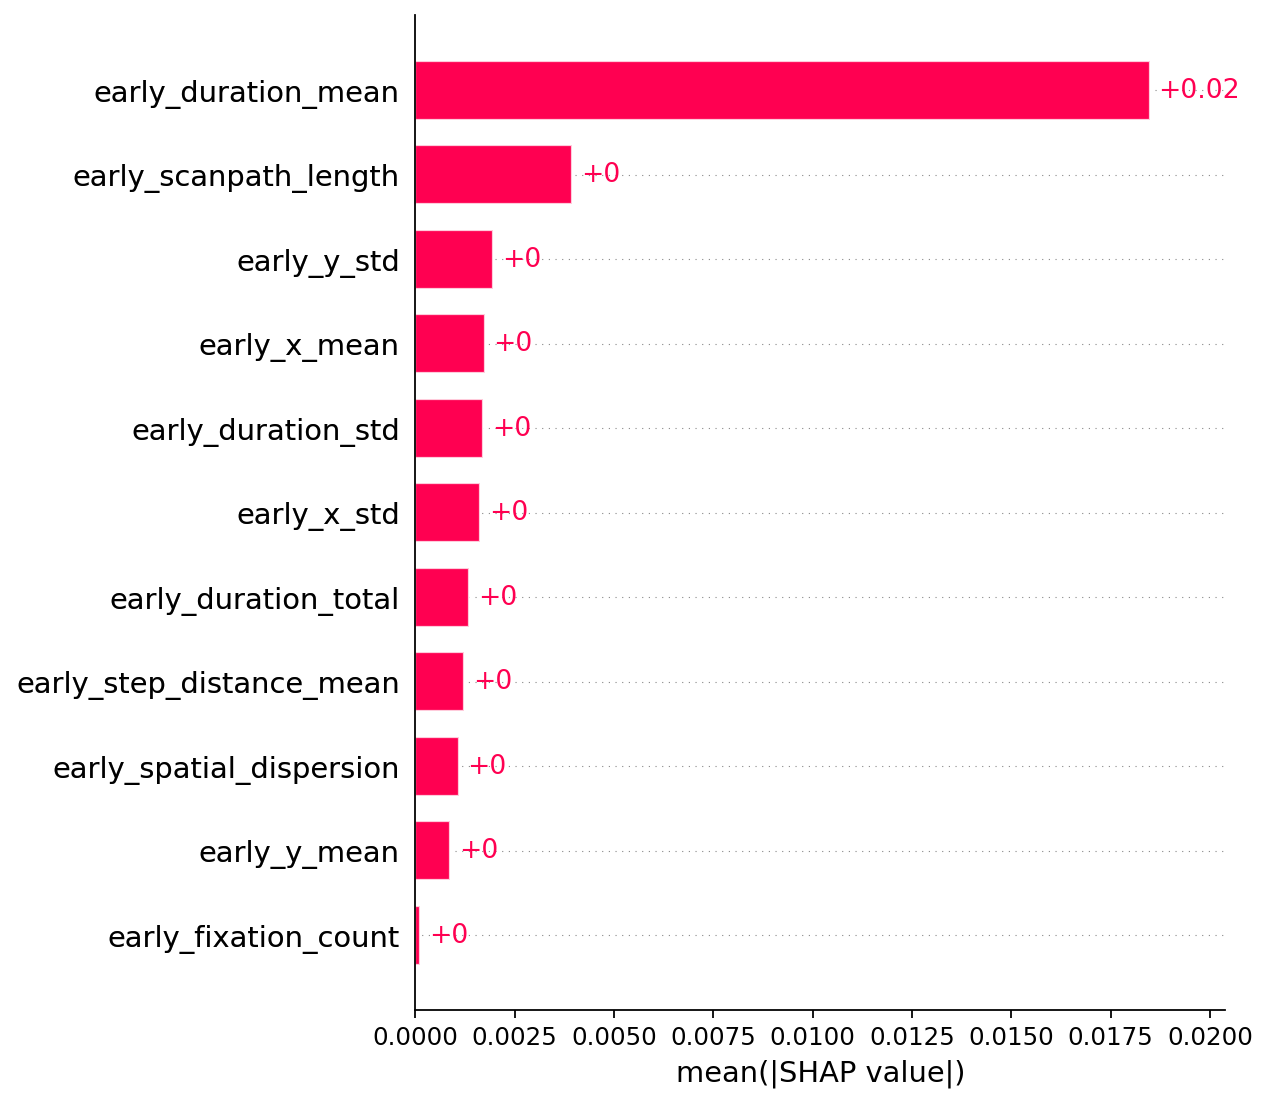 early_duration_mean +0.02
early_scanpath_length +0
early_y_std +0
early_x_mean +0
early_duration_std +0
early_x_std +0
early_duration_total +0
early_step_distance_mean +0
early_spatial_dispersion +0
early_y_mean +0
early_fixation_count +0
0.0000 0.0025 0.0050 0.0075 0.0100 0.0125 0.0150 0.0175 0.0200
mean(|SHAP value|)